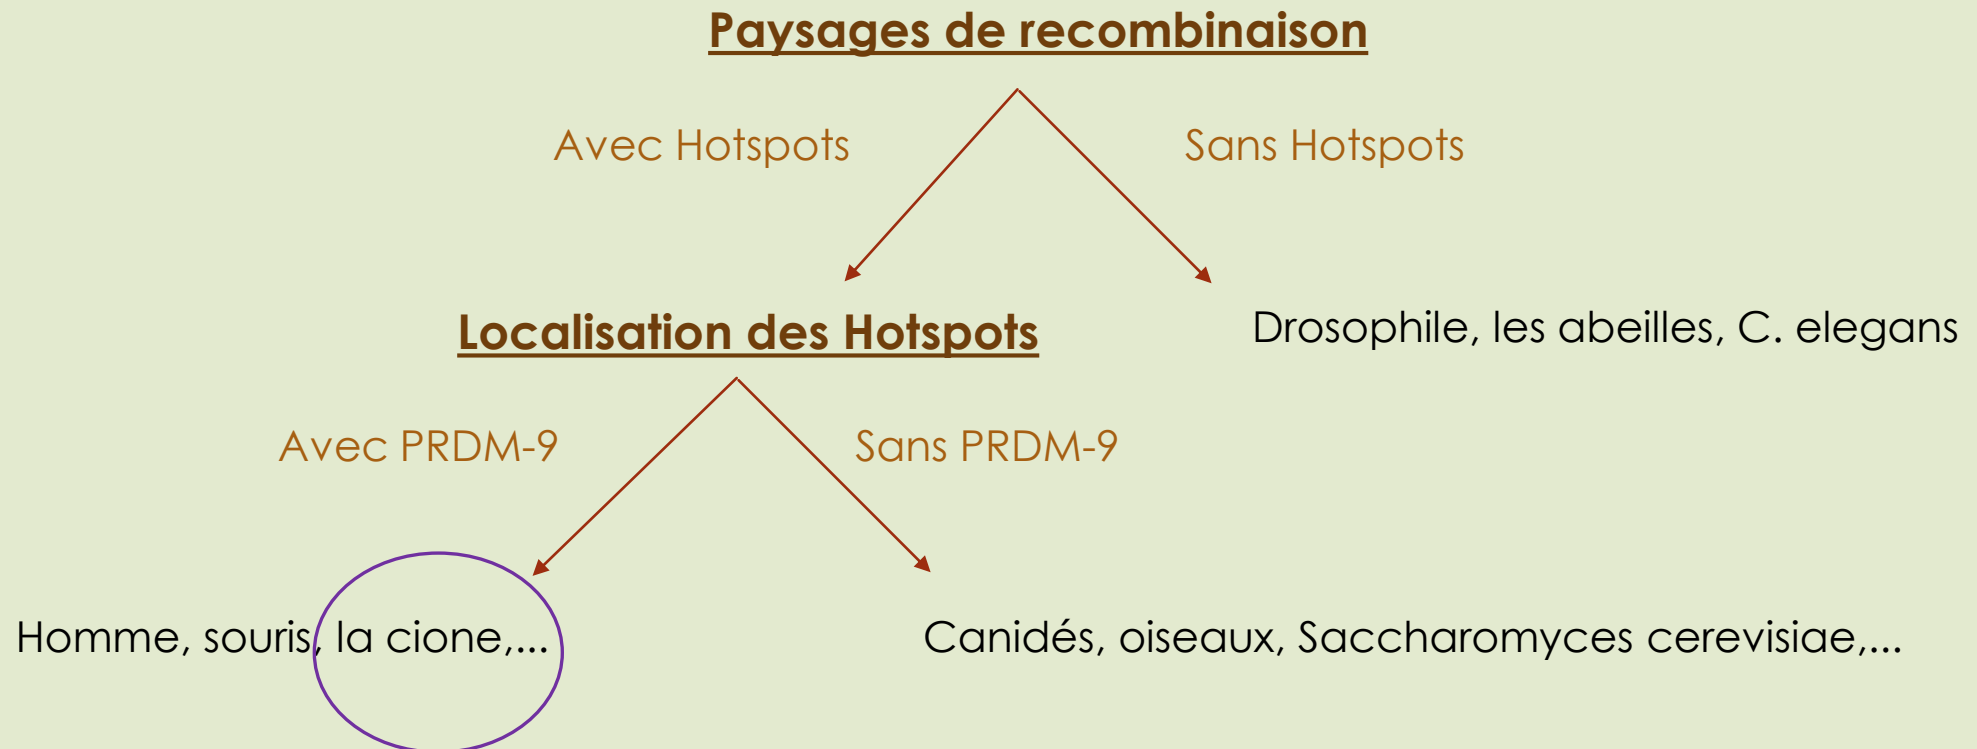 Paysages de recombinaison
Avec Hotspots
Sans Hotspots
Localisation des Hotspots
Drosophile, les abeilles, C. elegans
Avec PRDM-9
Sans PRDM-9
Homme, souris, la cione,...
Canidés, oiseaux, Saccharomyces cerevisiae,...